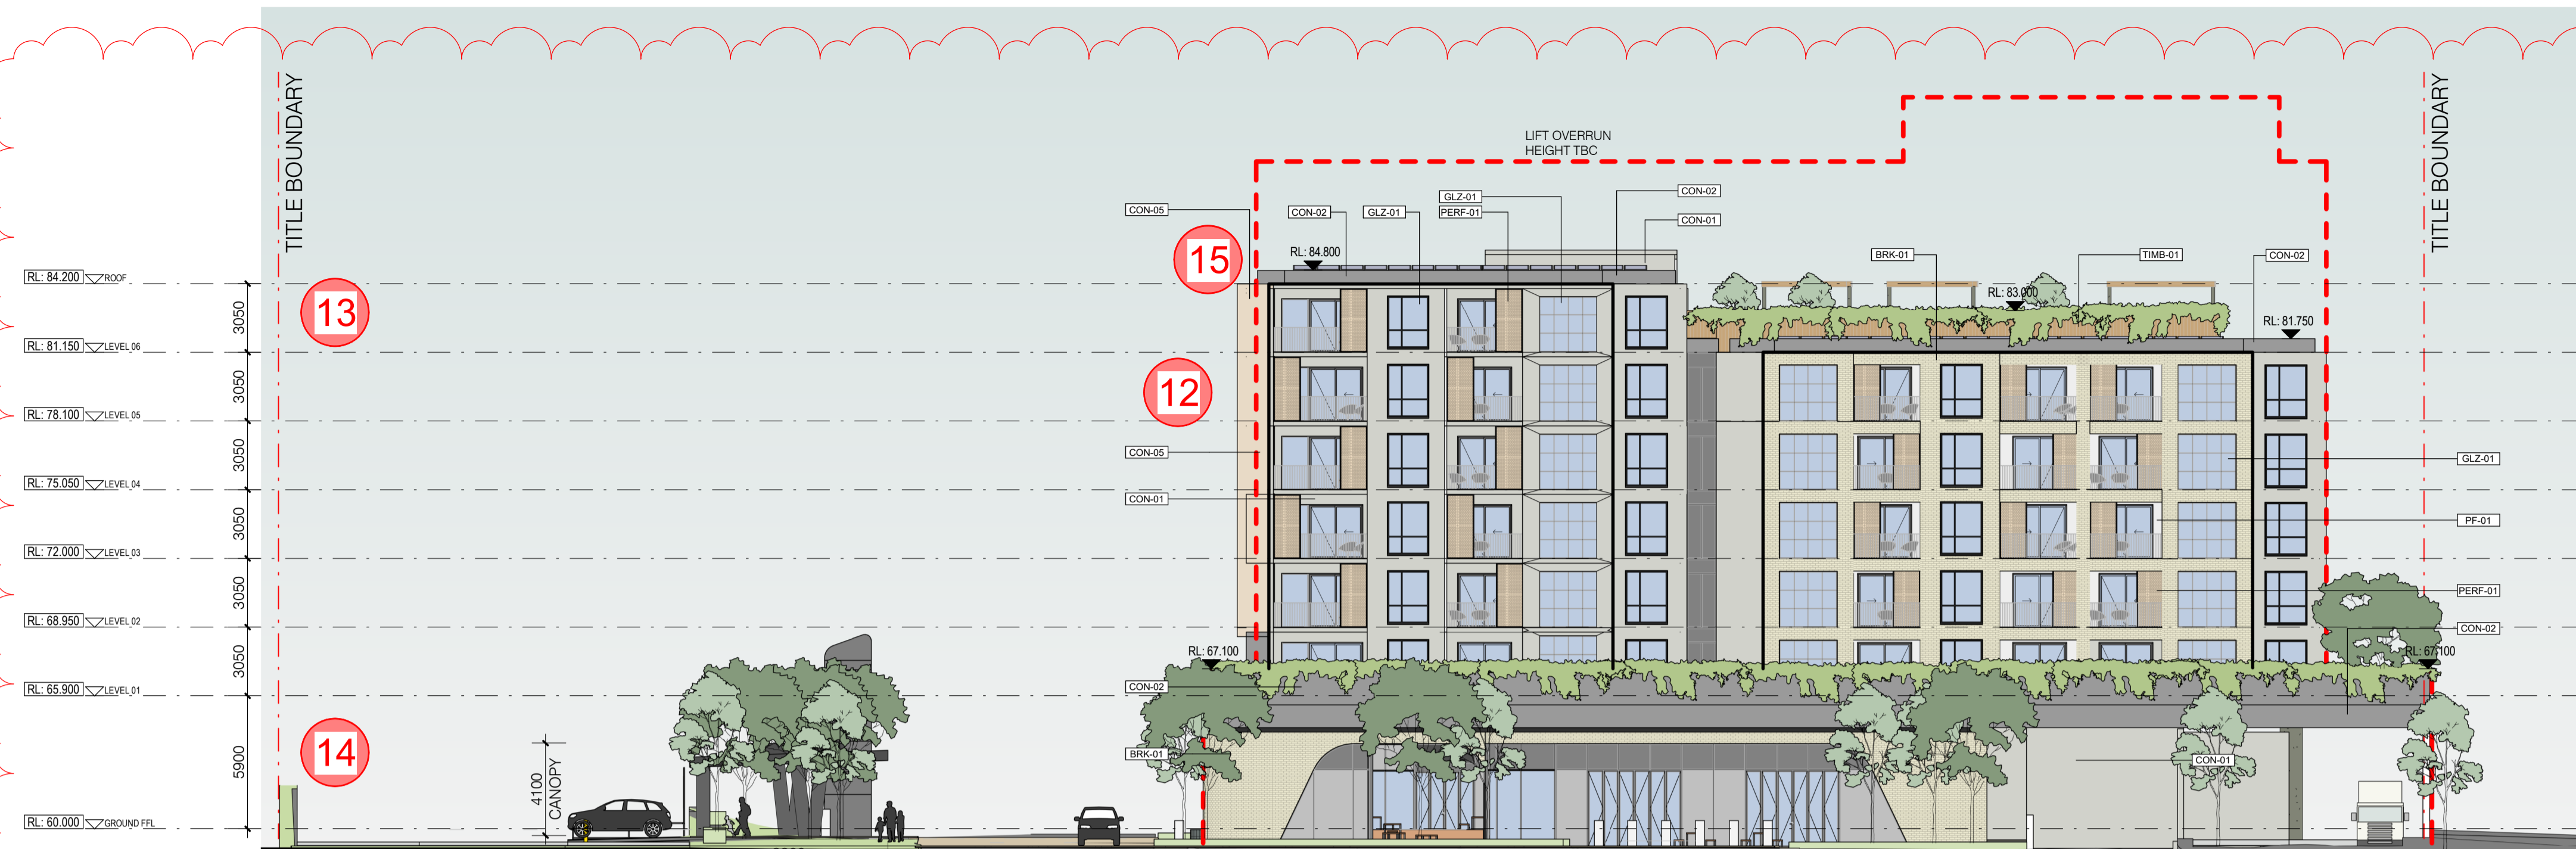 TITLE BOUNDARY
TITLE BOUNDARY
LIFT OVERRUN
HEIGHT TBC
CON-05
CON-02
GLZ-01
GLZ-01
PERF-01
CON-02
CON-01
15
RL: 84.800
BRK-01
TIMB-01
CON-02
RL: 84.200 ROOF
13
RL: 83.000
RL: 81.750
3050
RL: 81.150 LEVEL 06
12
3050
RL: 78.100 LEVEL 05
3050
CON-05
GLZ-01
RL: 75.050 LEVEL 04
CON-01
3050
PF-01
RL: 72.000 LEVEL 03
3050
PERF-01
RL: 68.950 LEVEL 02
CON-02
3050
RL: 67.100
RL: 67.100
RL: 65.900 LEVEL 01
CON-02
14
5900
4100
CANOPY
BRK-01
CON-01
RL: 60.000 GROUND FFL